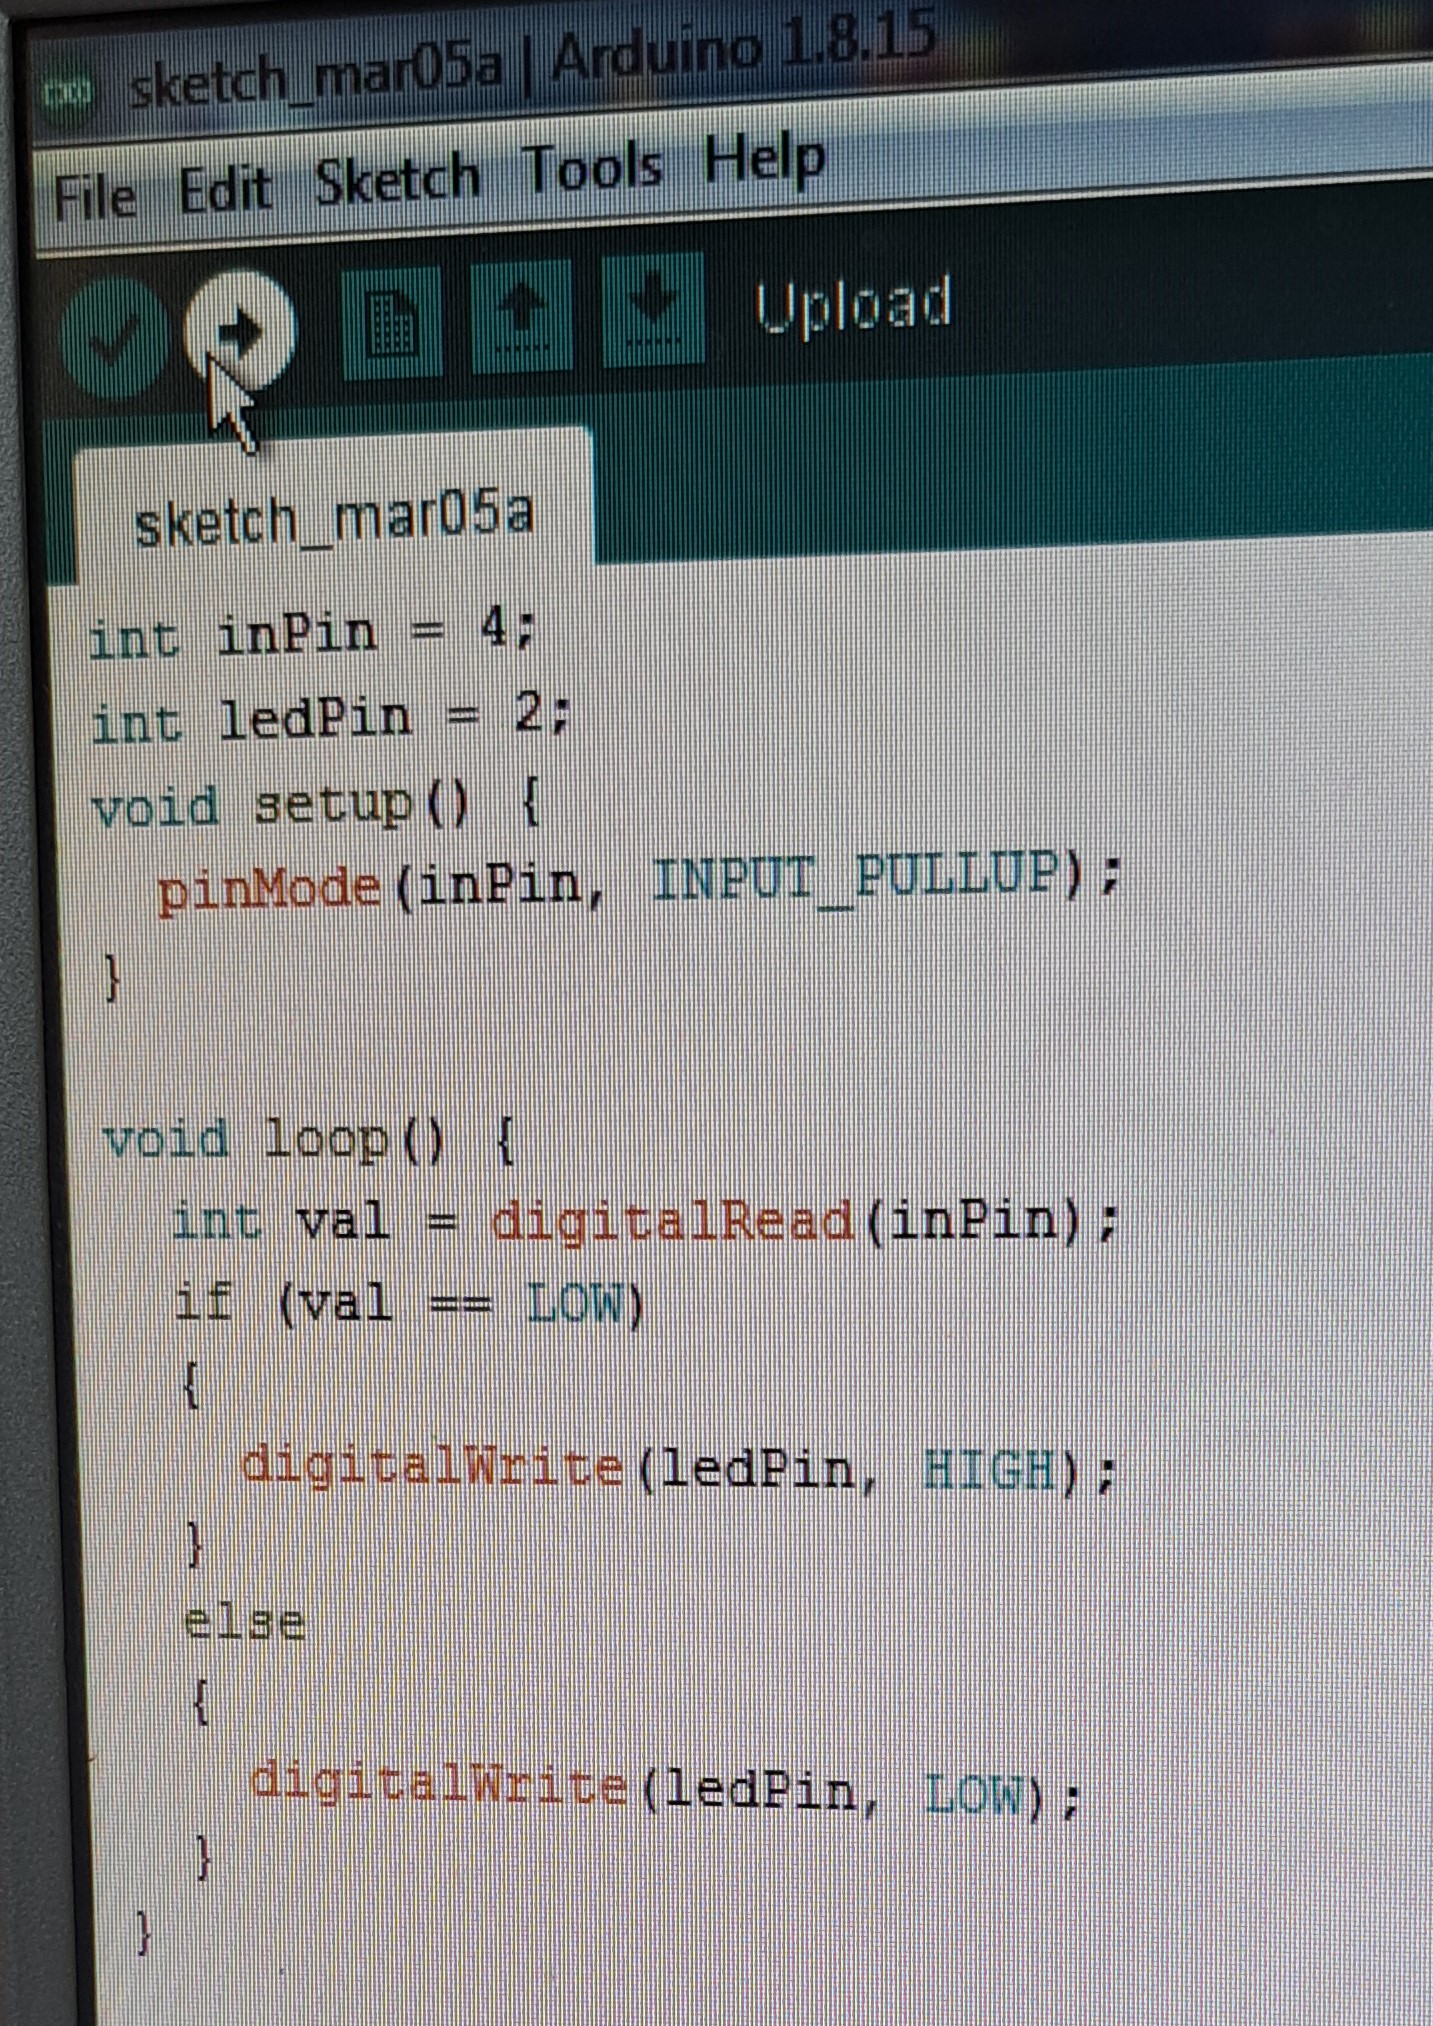 sketch_mar05a | Arduino 1.8.15
File Edit Sketch Tools Help
Upload
sketch_mar05a
int inPin = 4;
int ledPin = 2;
void setup() {
  pinMode(inPin, INPUT_PULLUP);
}

void loop() {
  int val = digitalRead(inPin);
  if (val == LOW)
  {
    digitalWrite(ledPin, HIGH);
  }
  else
  {
    digitalWrite(ledPin, LOW);
  }
}